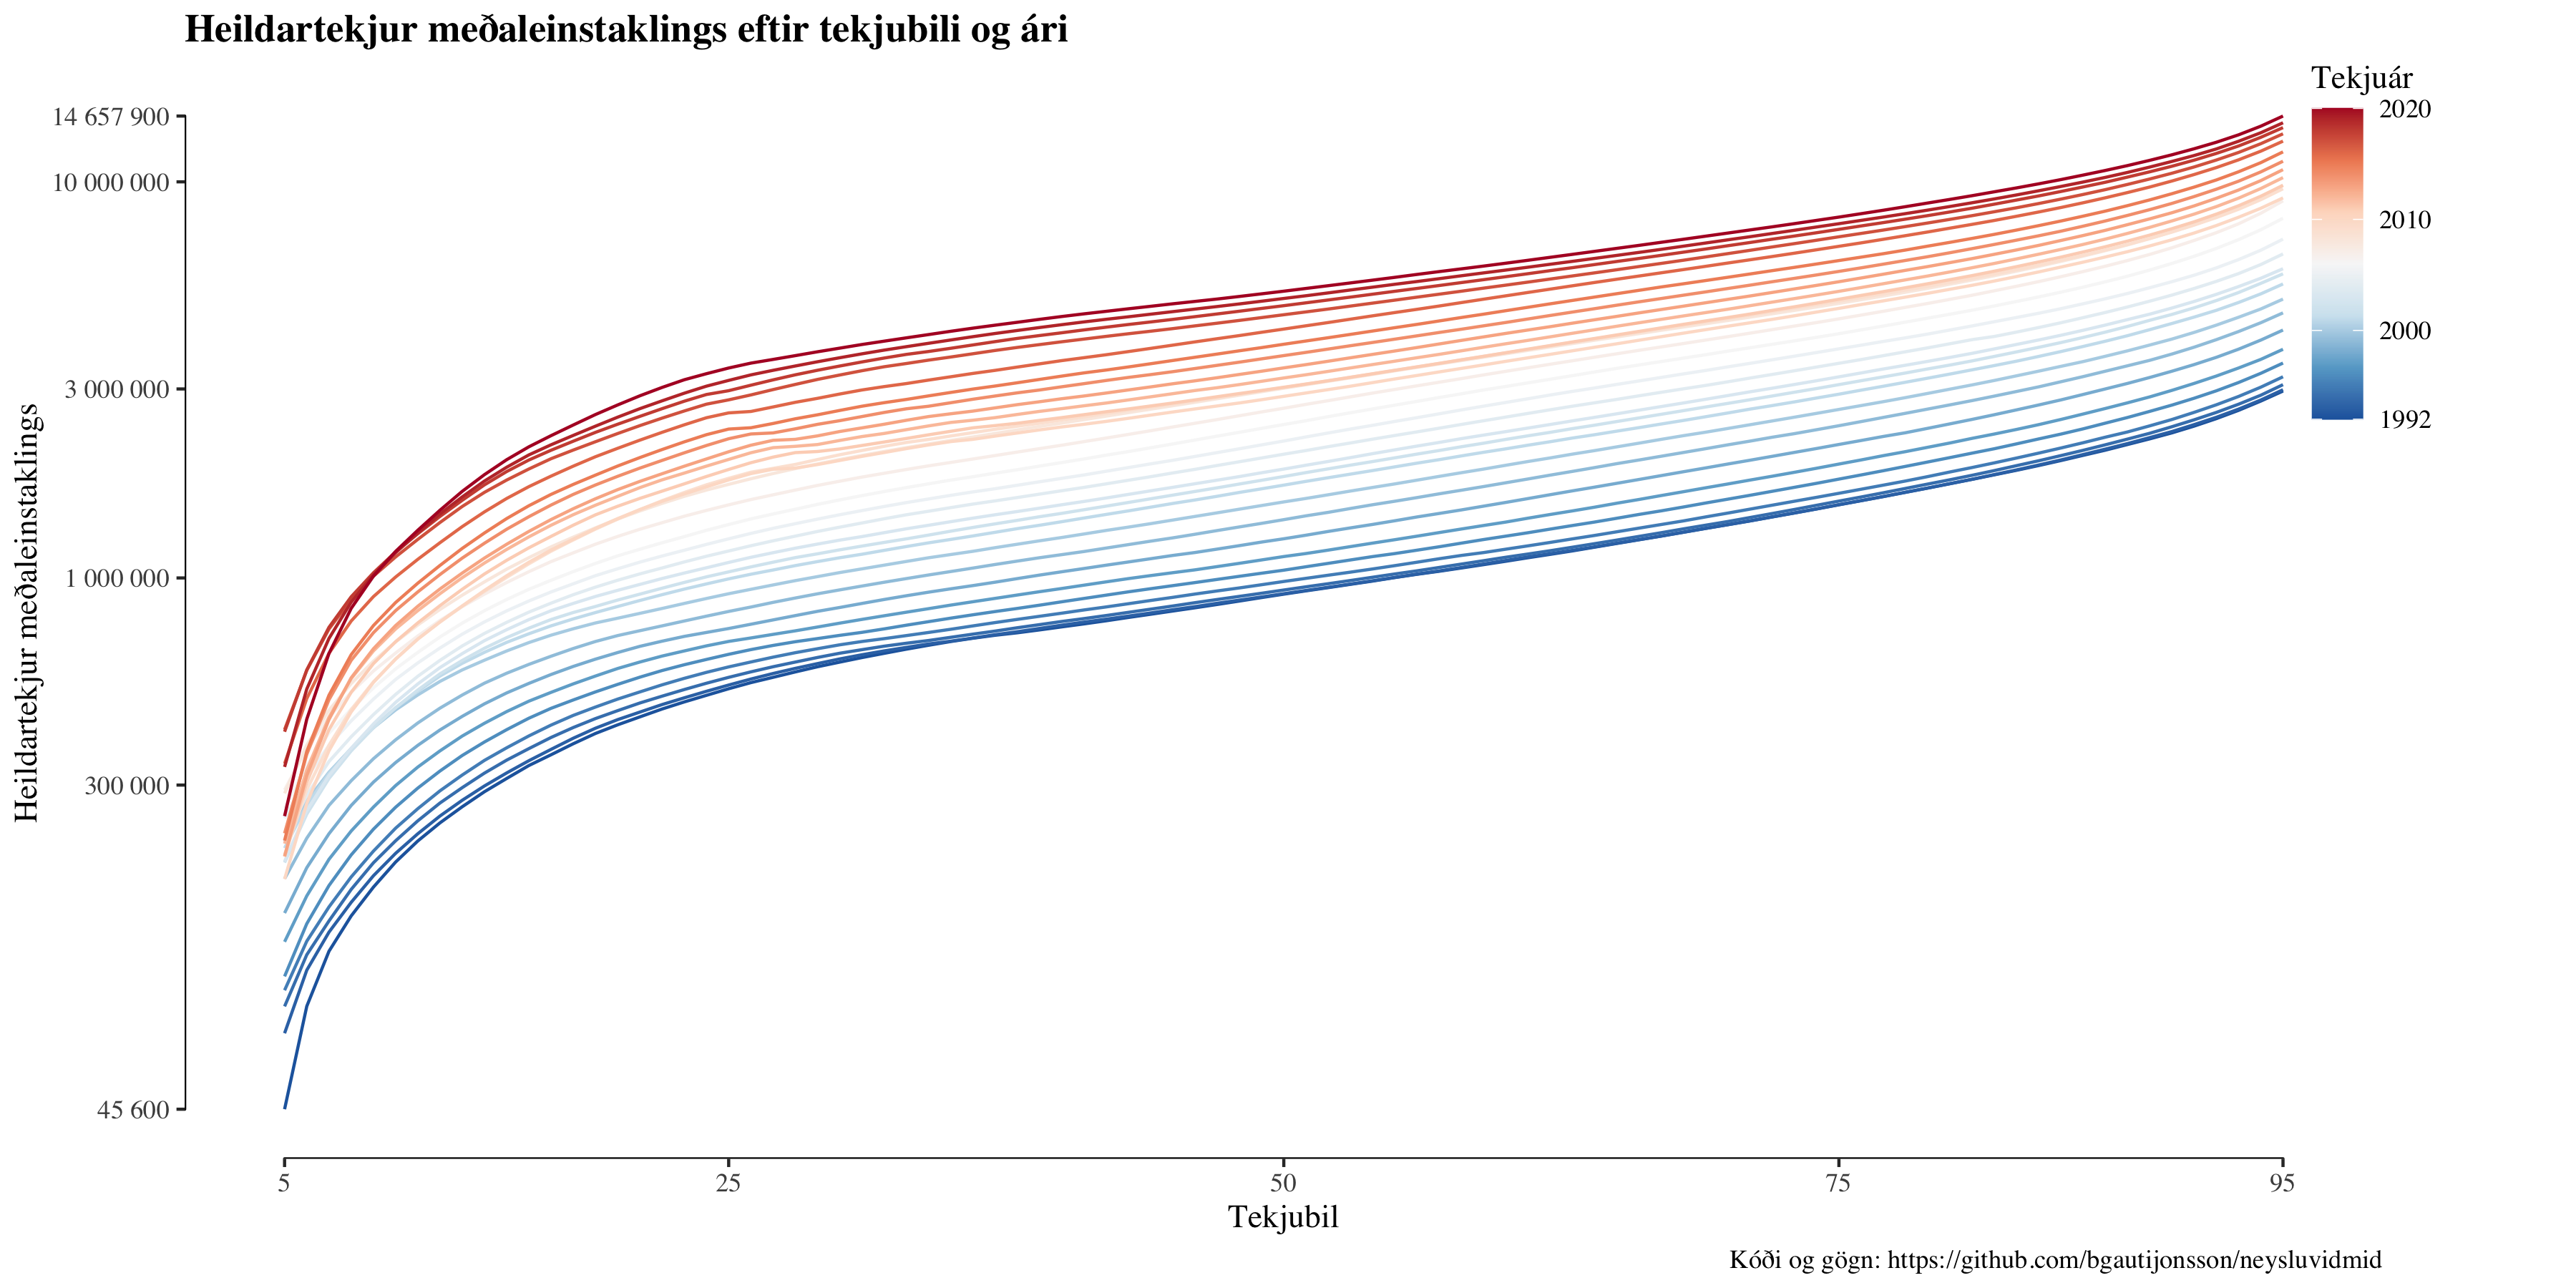 Heildartekjur meðaleinstaklings eftir tekjubili og ári
Tekjuár
2020
2010
2000
1992
Heildartekjur meðaleinstaklings
14 657 900
10 000 000
3 000 000
1 000 000
300 000
45 600
5
25
50
75
95
Tekjubil
Kóði og gögn: https://github.com/bgautijonsson/neysluvidmid